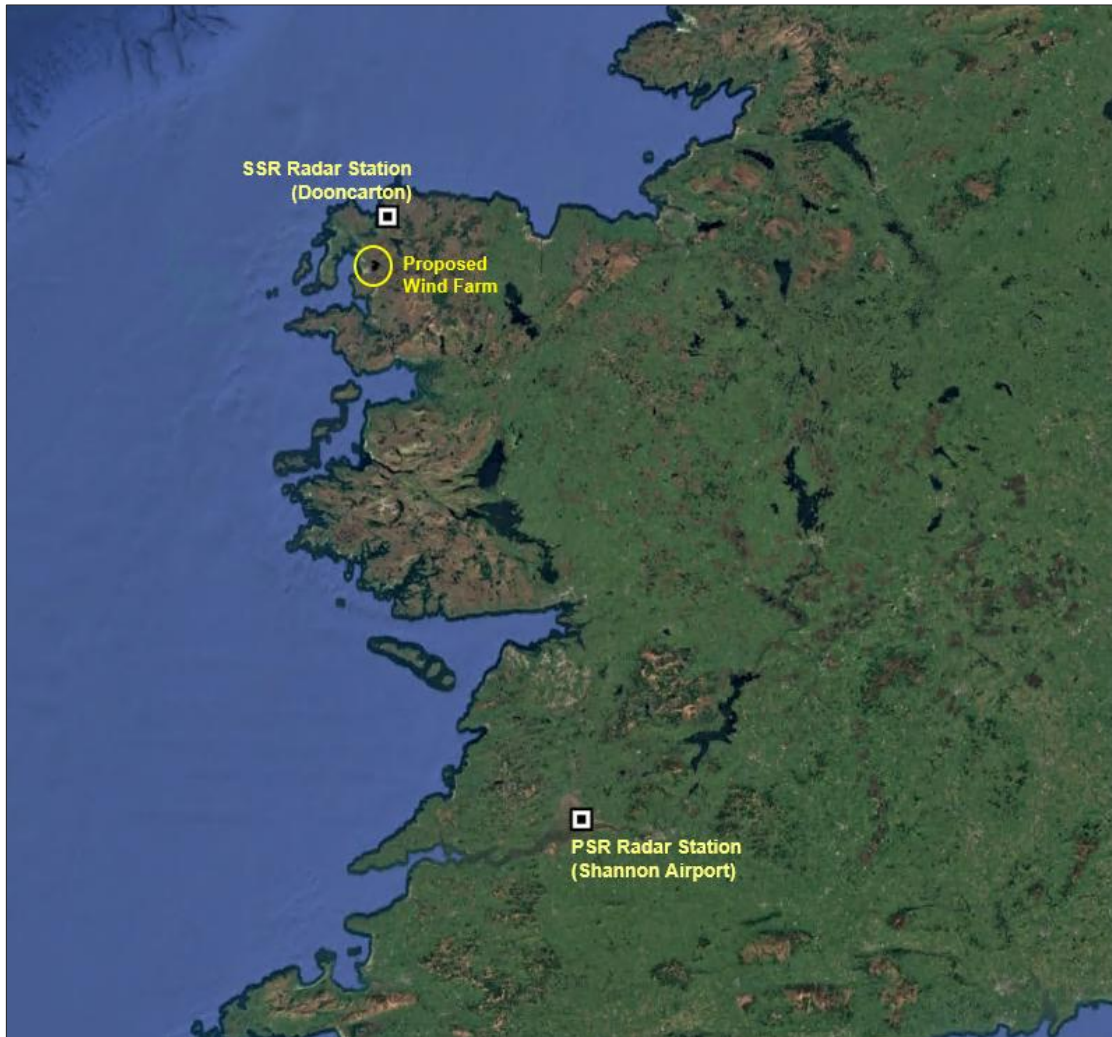 SSR Radar Station
(Dooncarton)
Proposed
Wind Farm
PSR Radar Station
(Shannon Airport)